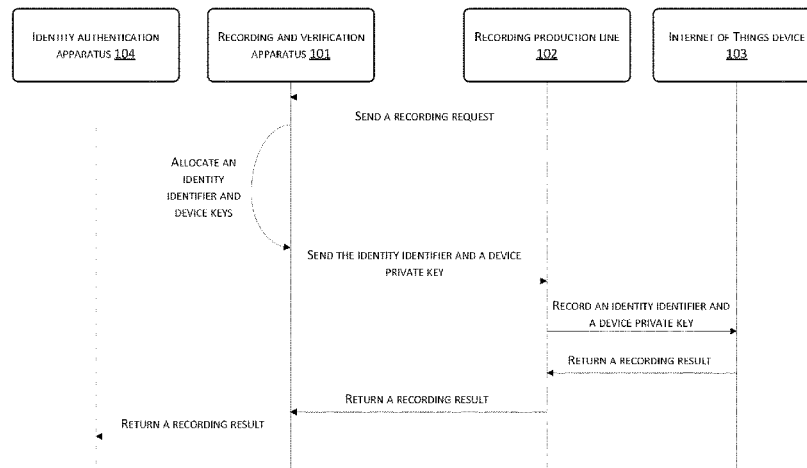 IDENTITY AUTHENTICATION
APPARATUS 104
RECORDING AND VERIFICATION
APPARATUS 101
RECORDING PRODUCTION LINE
102
INTERNET OF THINGS DEVICE
103
SEND A RECORDING REQUEST
ALLOCATE AN
IDENTITY
IDENTIFIER AND
DEVICE KEYS
SEND THE IDENTITY IDENTIFIER AND A DEVICE
PRIVATE KEY
RECORD AN IDENTITY IDENTIFIER AND
A DEVICE PRIVATE KEY
RETURN A RECORDING RESULT
RETURN A RECORDING RESULT
RETURN A RECORDING RESULT